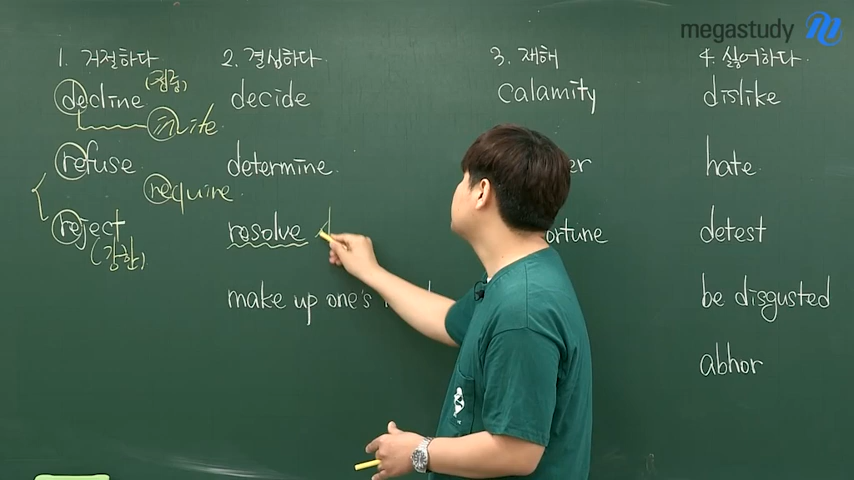 megastudy
1. 거절하다
decline (정중)
invite
refuse
require
reject
(강한)
2. 결심하다
decide
determine
resolve
make up one's
3. 재해
calamity
4. 싫어하다
dislike
hate
detest
be disgusted
abhor